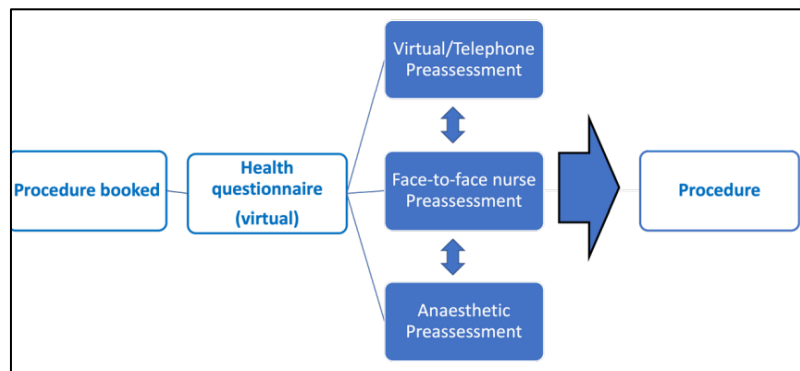 Procedure booked
Health
questionnaire
(virtual)
Virtual/Telephone
Preassessment
Face-to-face nurse
Preassessment
Anaesthetic
Preassessment
Procedure